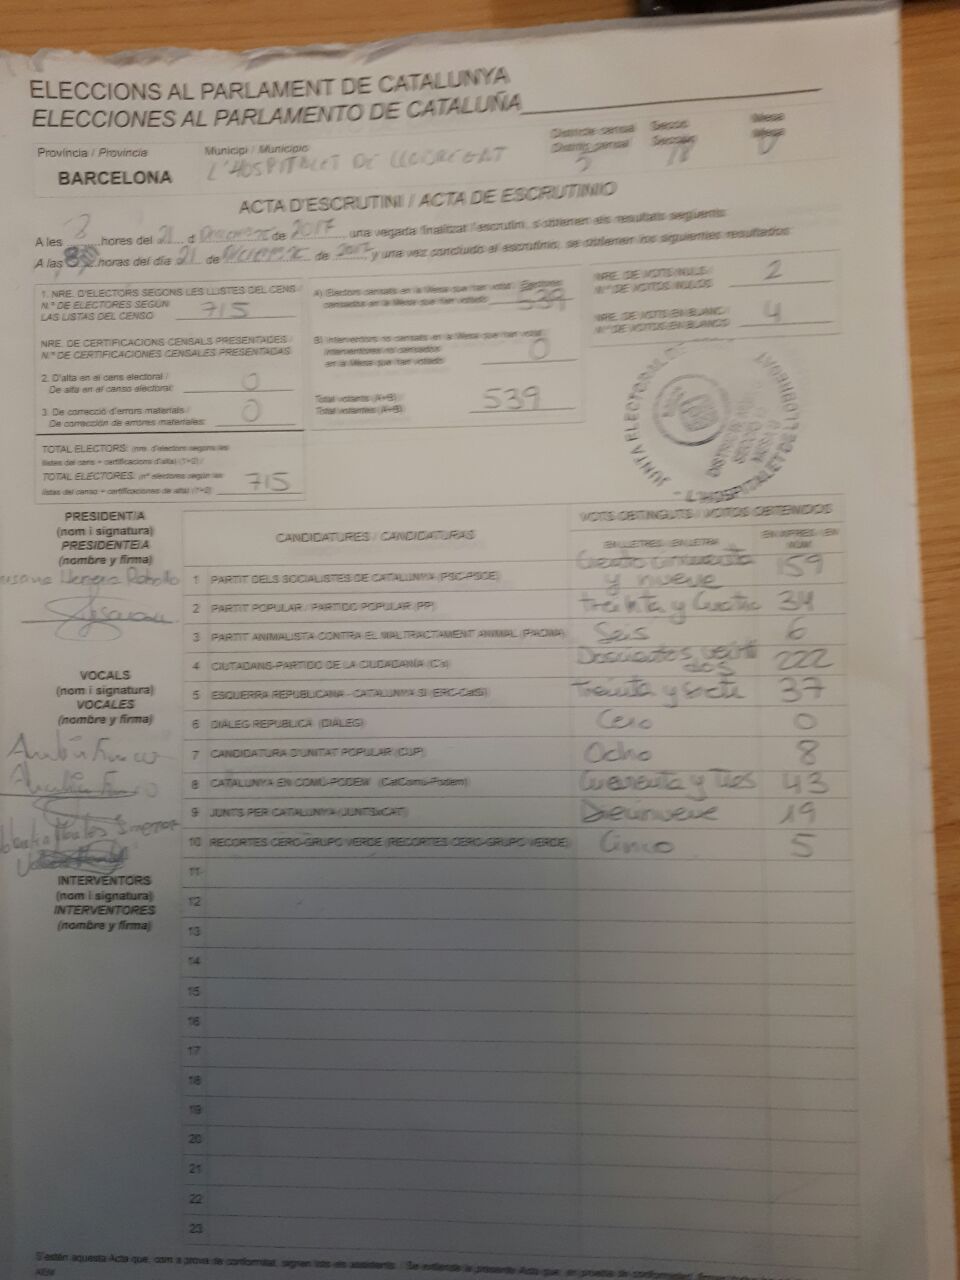 ELECCIONS AL PARLAMENT DE CATALUNYA
ELECCIONES AL PARLAMENTO DE CATALUÑA
Província / Provincia
Municipi / Municipio
Districte censal
Distrito censal
Secció
Sección
Mesa
Mesa
BARCELONA
L'HOSPITALET DE LLOBREGAT
5
18
U
ACTA D'ESCRUTINI / ACTA DE ESCRUTINIO
A les 8 hores del 21 d Diciembre de 2017 una vegada finalitzat l'escrutini, s'obtenen els resultats següents:
A las 8 horas del día 21 de Diciembre de 2017, y una vez concluido el escrutinio, se obtienen los siguientes resultados:
1. NRE. D'ELECTORS SEGONS LES LLISTES DEL CENS /
N.º DE ELECTORES SEGÚN
LAS LISTAS DEL CENSO 715
NRE. DE CERTIFICACIONS CENSALS PRESENTADES /
N.º DE CERTIFICACIONES CENSALES PRESENTADAS
2. D'alta en el cens electoral /
De alta en el censo electoral: 0
3. De correcció d'errors materials /
De corrección de errores materiales: 0
TOTAL ELECTORS: (nre. d'electors segons les
llistes del cens + certificacions d'alta) (1+2) /
TOTAL ELECTORES: (nº electores según las
listas del censo + certificaciones de alta) (1+2) 715
A) Electors censats en la Mesa que han votat / Electores
censados en la Mesa que han votado 539
B) Interventors no censats en la Mesa que han votat /
Interventores no censados
en la Mesa que han votado 0
Total votants (A+B) /
Total votantes (A+B) 539
NRE. DE VOTS NULS /
N.º DE VOTOS NULOS 2
NRE. DE VOTS EN BLANC /
N.º DE VOTOS EN BLANCO 4
JUNTA ELECTORAL DE
L'HOSPITALET DE LLOBREGAT
PRESIDENT/A
(nom i signatura)
PRESIDENTE/A
(nombre y firma)
VOCALS
(nom i signatura)
VOCALES
(nombre y firma)
INTERVENTORS
(nom i signatura)
INTERVENTORES
(nombre y firma)
CANDIDATURES / CANDIDATURAS
VOTS OBTINGUTS / VOTOS OBTENIDOS
EN LLETRES / EN LETRA
EN XIFRES / EN NÚM.
1 PARTIT DELS SOCIALISTES DE CATALUNYA (PSC-PSOE) Ciento cincuenta y nueve 159
2 PARTIT POPULAR / PARTIDO POPULAR (PP) treinta y Cuatro 34
3 PARTIT ANIMALISTA CONTRA EL MALTRACTAMENT ANIMAL (PACMA) Seis 6
4 CIUTADANS-PARTIDO DE LA CIUDADANÍA (C's) Doscientos veintidos 222
5 ESQUERRA REPUBLICANA - CATALUNYA SÍ (ERC-CatSí) treinta y siete 37
6 DIÀLEG REPUBLICÀ (DIÀLEG) Cero 0
7 CANDIDATURA D'UNITAT POPULAR (CUP) Ocho 8
8 CATALUNYA EN COMÚ-PODEM (CatComú-Podem) Cuarenta y Tres 43
9 JUNTS PER CATALUNYA (JUNTSxCAT) Diecinueve 19
10 RECORTES CERO-GRUPO VERDE (RECORTES CERO-GRUPO VERDE) Cinco 5
11
12
13
14
15
16
17
18
19
20
21
22
23
S'estén aquesta Acta que, com a prova de conformitat, signen tots els assistents. / Se extiende la presente Acta que, en prueba de conformidad, firman